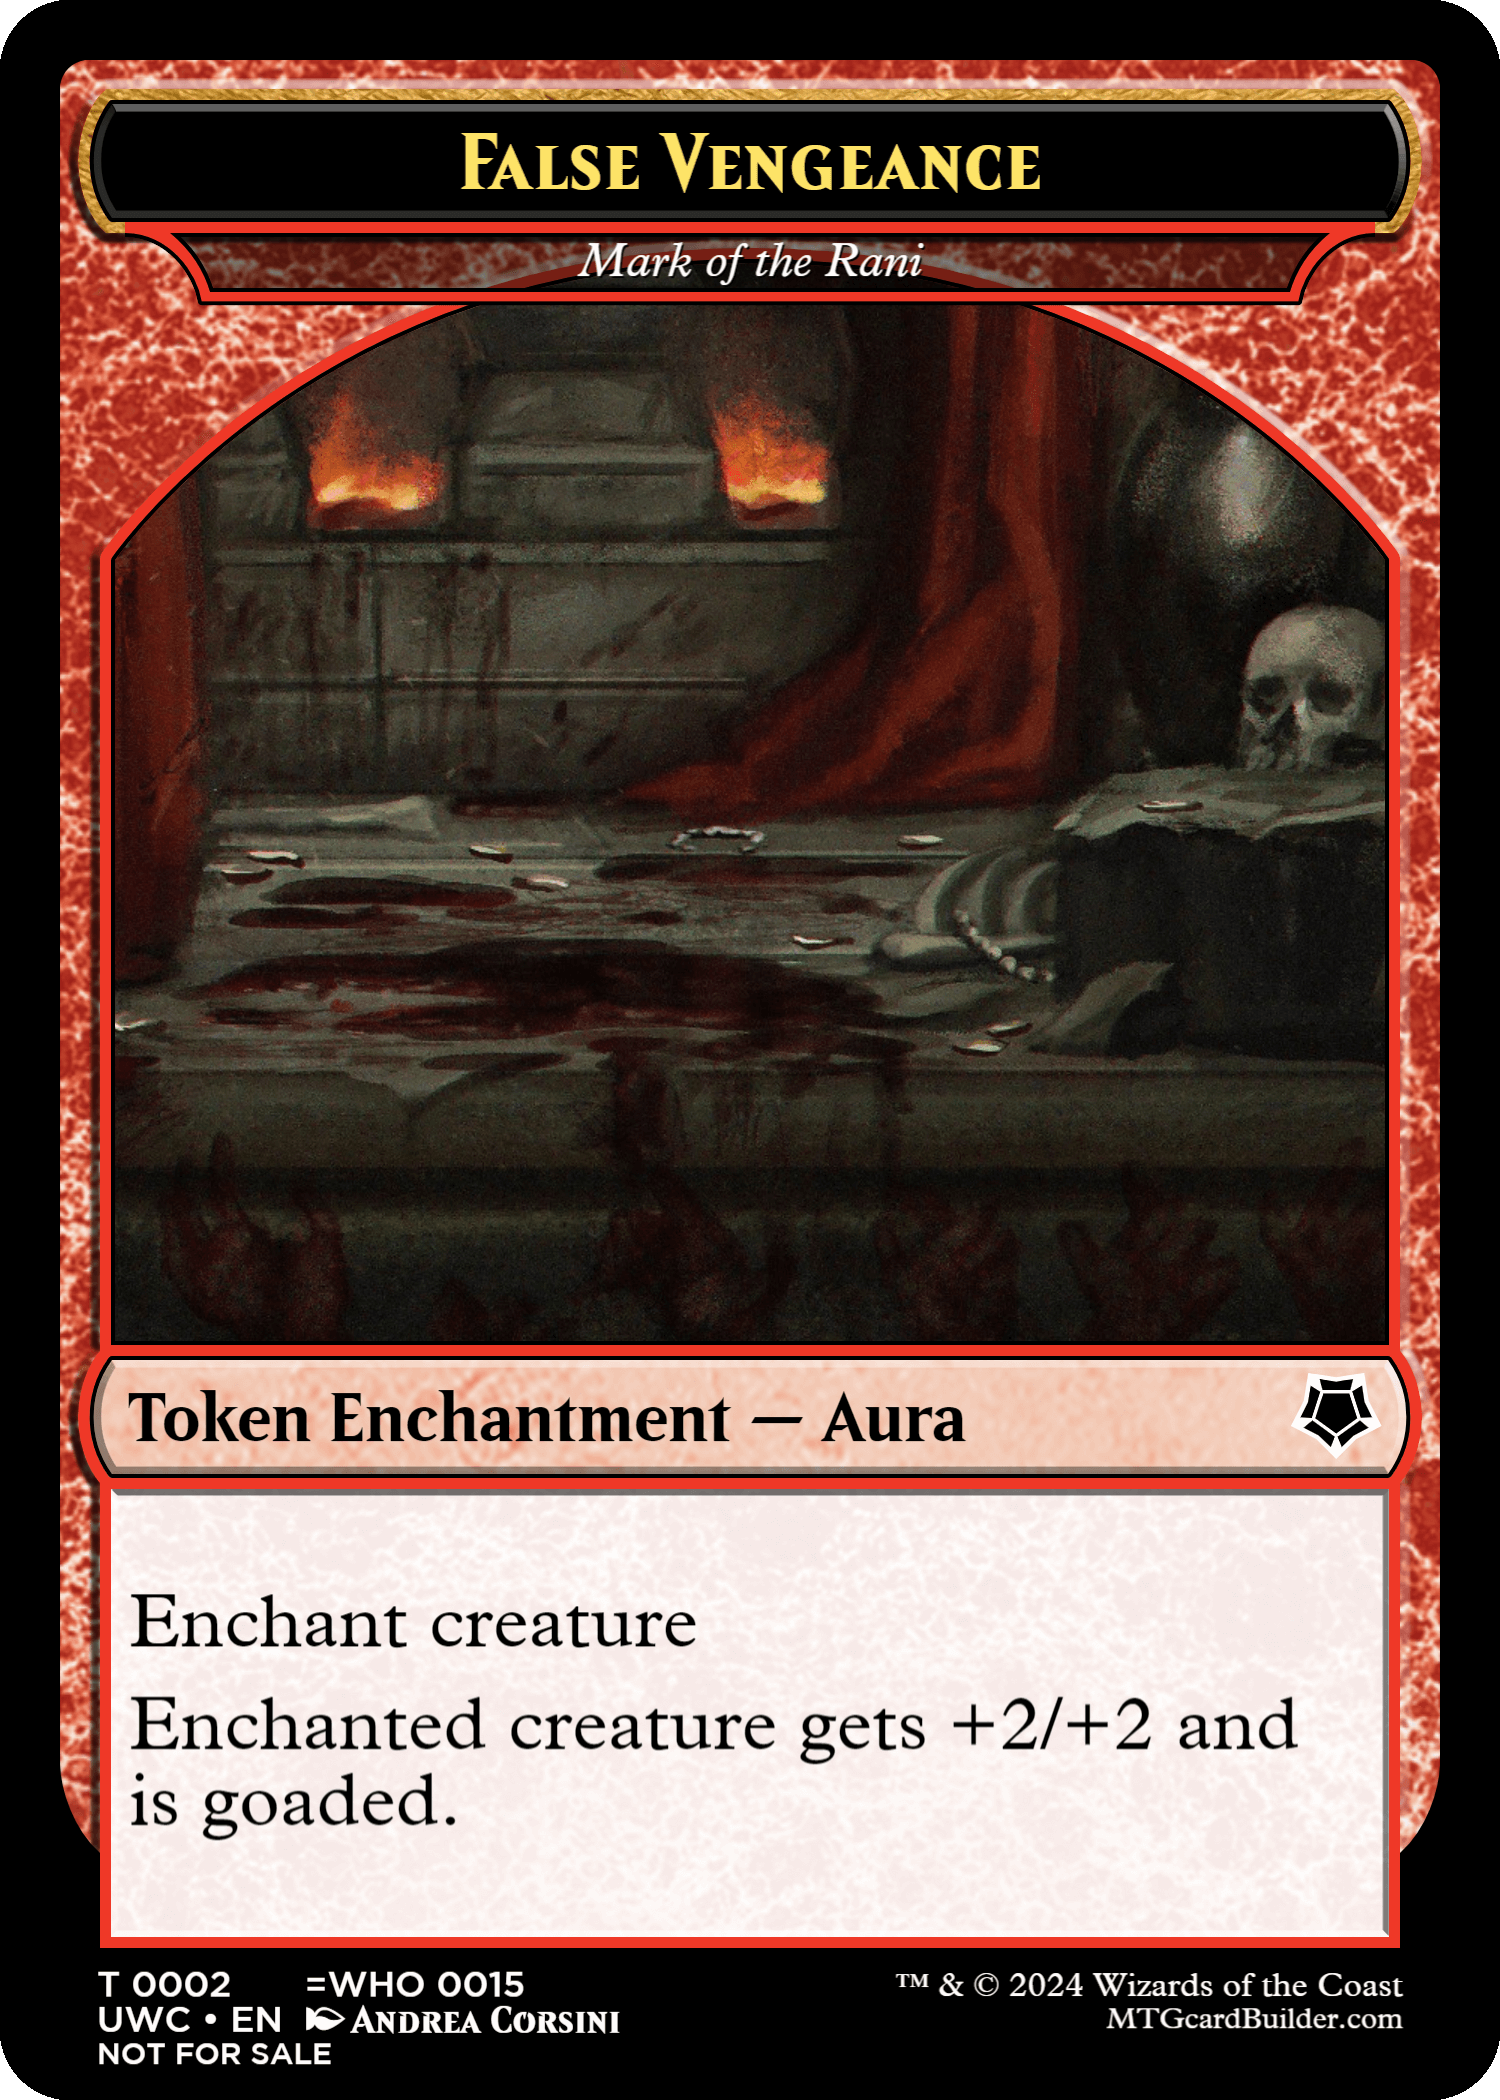 False Vengeance
Mark of the Rani
Token Enchantment — Aura
Enchant creature
Enchanted creature gets +2/+2 and
is goaded.
T 0002 =WHO 0015
UWC • EN Andrea Corsini
NOT FOR SALE
™ & © 2024 Wizards of the Coast
MTGcardBuilder.com